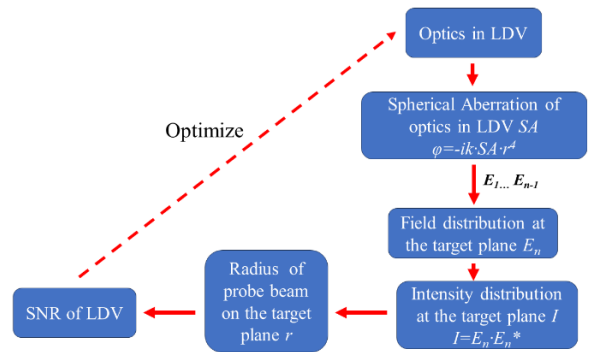 Optics in LDV
Spherical Aberration of
optics in LDV SA
φ=-ik·SA·r⁴
Optimize
E₁... Eₙ₋₁
Field distribution at
the target plane Eₙ
Radius of
probe beam
on the target
plane r
SNR of LDV
Intensity distribution
at the target plane I
I=Eₙ·Eₙ*